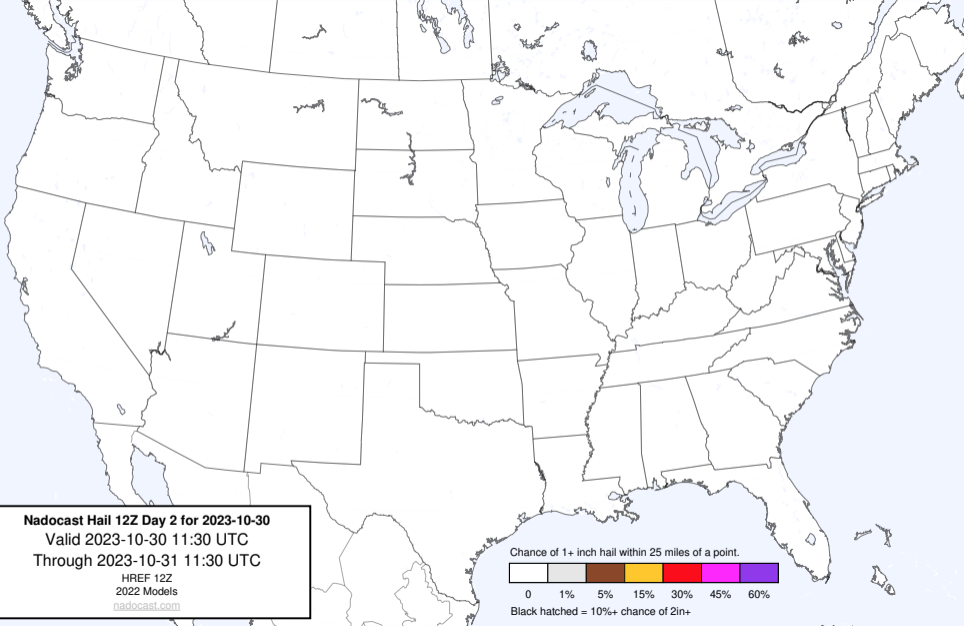 Nadocast Hail 12Z Day 2 for 2023-10-30
Valid 2023-10-30 11:30 UTC
Through 2023-10-31 11:30 UTC
HREF 12Z
2022 Models
nadocast.com
Chance of 1+ inch hail within 25 miles of a point.
0 1% 5% 15% 30% 45% 60%
Black hatched = 10%+ chance of 2in+